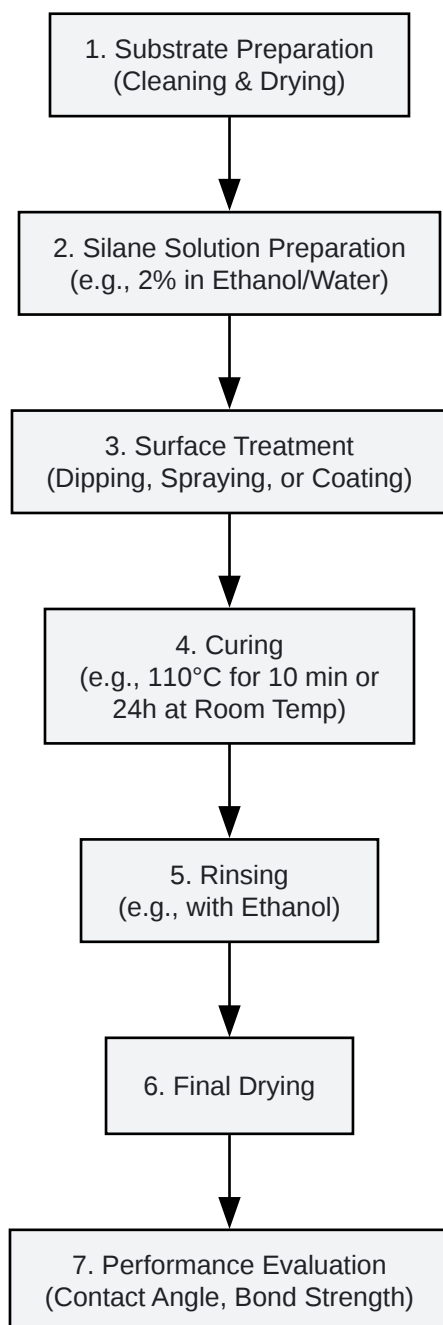 1. Substrate Preparation
(Cleaning & Drying)
2. Silane Solution Preparation
(e.g., 2% in Ethanol/Water)
3. Surface Treatment
(Dipping, Spraying, or Coating)
4. Curing
(e.g., 110°C for 10 min or
24h at Room Temp)
5. Rinsing
(e.g., with Ethanol)
6. Final Drying
7. Performance Evaluation
(Contact Angle, Bond Strength)